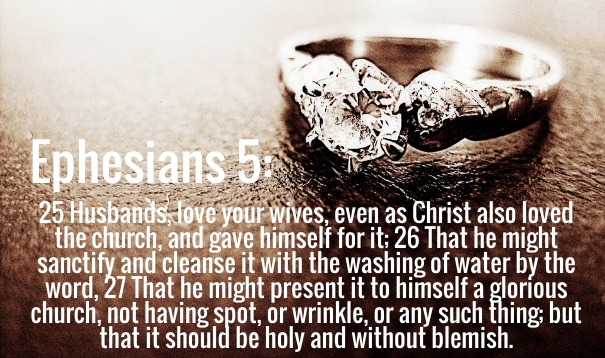 Ephesians 5:
25 Husbands, love your wives, even as Christ also loved
the church, and gave himself for it; 26 That he might
sanctify and cleanse it with the washing of water by the
word, 27 That he might present it to himself a glorious
church, not having spot, or wrinkle, or any such thing; but
that it should be holy and without blemish.